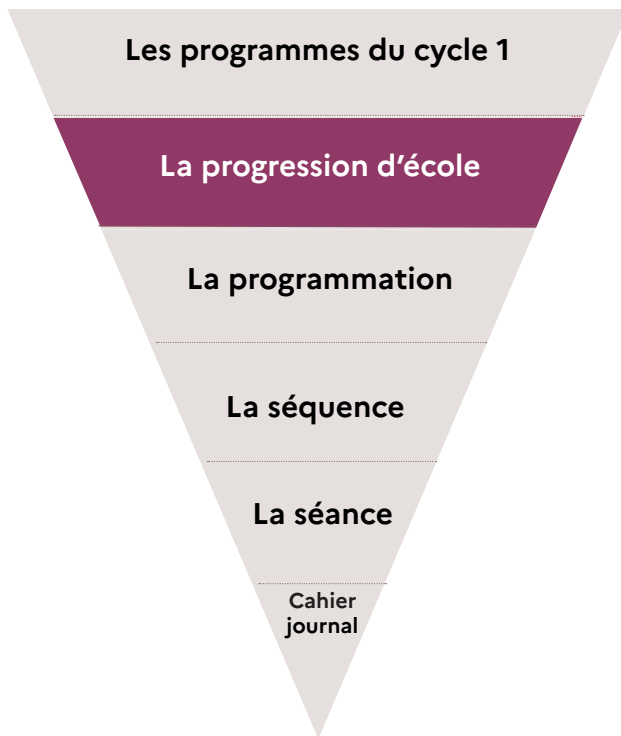 Les programmes du cycle 1
La progression d’école
La programmation
La séquence
La séance
Cahier
journal